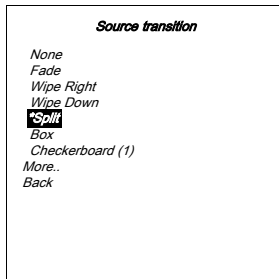 Source transition
None
Fade
Wipe Right
Wipe Down
*Split
Box
Checkerboard (1)
More..
Back